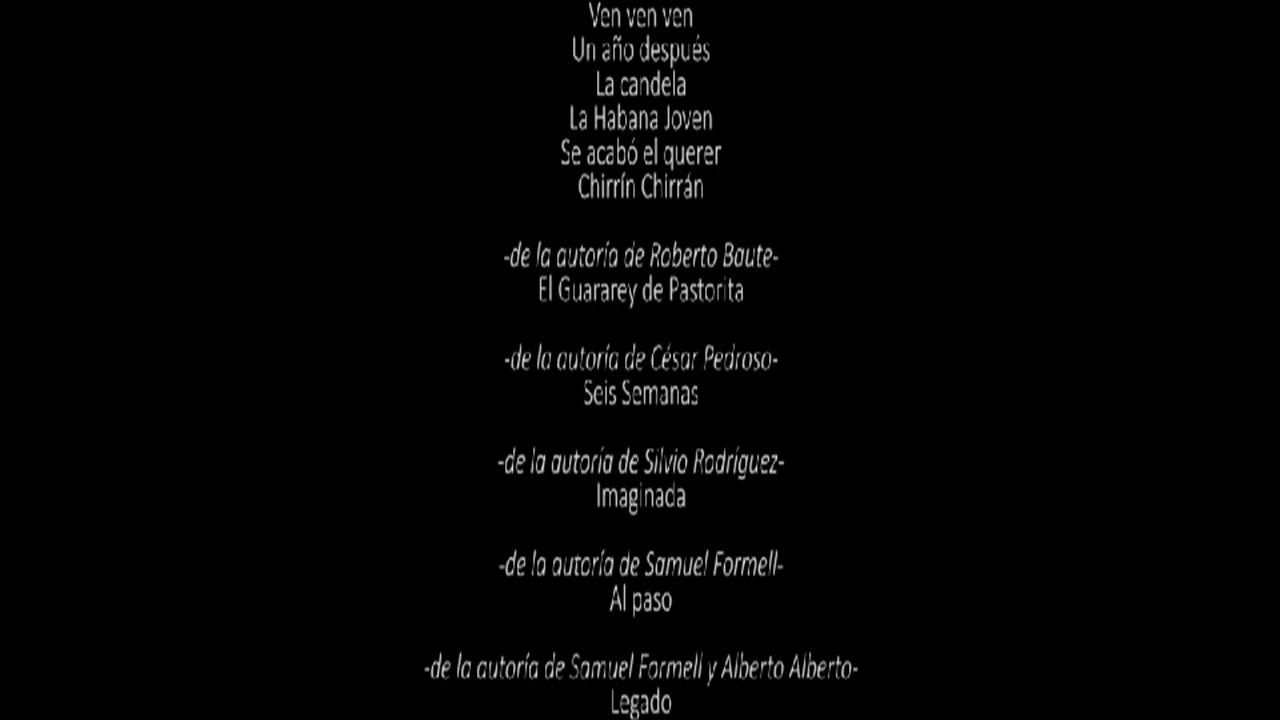 Ven ven ven
Un año después
La candela
La Habana Joven
Se acabó el querer
Chirrín Chirrán
-de la autoría de Roberto Baute-
El Guararey de Pastorita
-de la autoría de César Pedroso-
Seis Semanas
-de la autoría de Silvio Rodríguez-
Imaginada
-de la autoría de Samuel Formell-
Al paso
-de la autoría de Samuel Formell y Alberto Alberto-
Legado